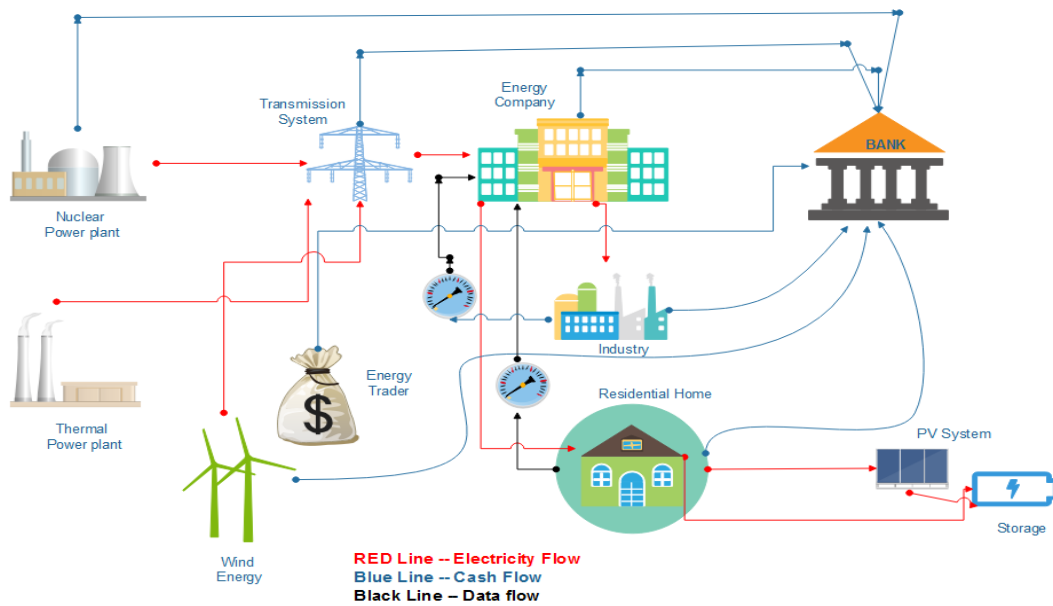 Energy
Company
Transmission
System
BANK
Nuclear
Power plant
Industry
Energy
Trader
Residential Home
Thermal
Power plant
PV System
$
Storage
Wind
Energy
RED Line -- Electricity Flow
Blue Line -- Cash Flow
Black Line – Data flow